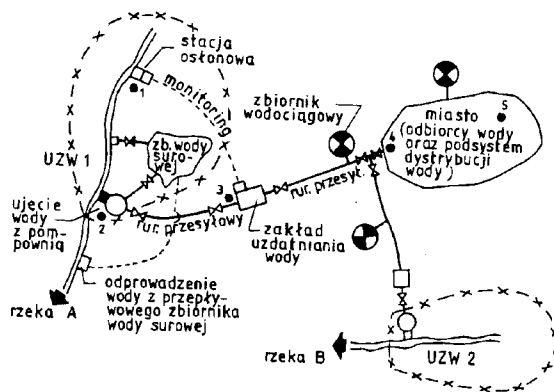 stacja
osłonowa
monitoring
1
UZW 1
zb. wody
surowej
ujęcie
wody
z pom-
pownią
2
rur. przesyłowy
3
zakład
uzdatniania
wody
zbiornik
wodociągowy
rur. przesył.
4
5
miasto
(odbiorcy wody
oraz podsystem
dystrybucji
wody)
odprowadzenie
wody z przepły-
wowego zbiornika
wody surowej
rzeka A
rzeka B
UZW 2